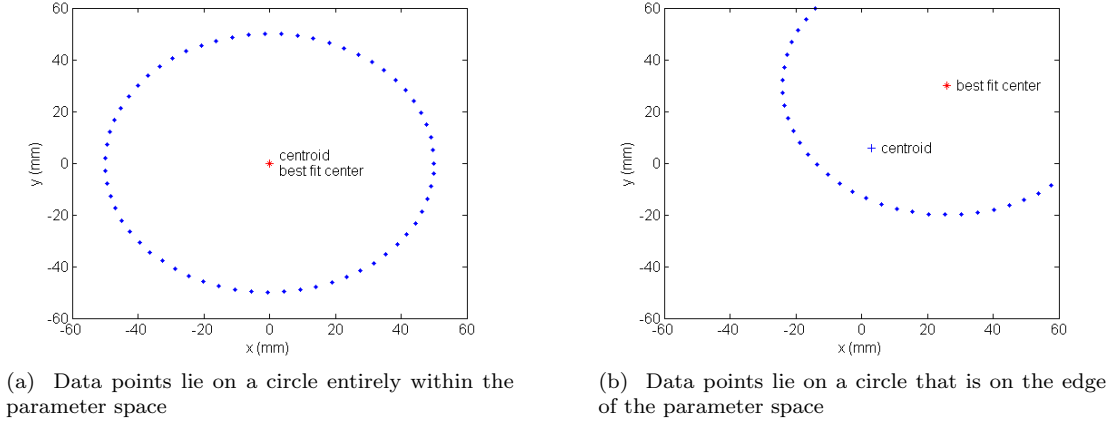 60
40
20
0
-20
-40
-60
y (mm)
centroid
best fit center
-60
-40
-20
0
20
40
60
x (mm)
(a) Data points lie on a circle entirely within the
parameter space
60
40
20
0
-20
-40
-60
y (mm)
best fit center
centroid
-60
-40
-20
0
20
40
60
x (mm)
(b) Data points lie on a circle that is on the edge
of the parameter space